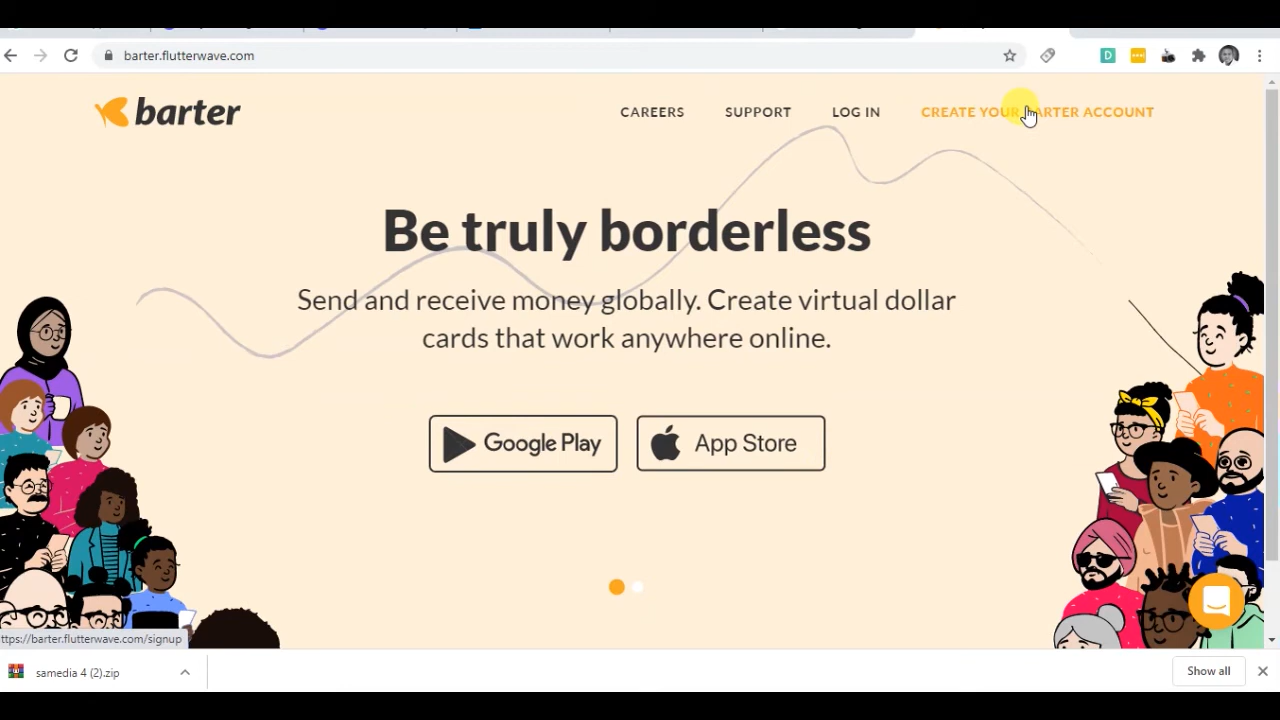 barter.flutterwave.com
D
barter
CAREERS
SUPPORT
LOG IN
CREATE YOUR BARTER ACCOUNT
Be truly borderless
Send and receive money globally. Create virtual dollar
cards that work anywhere online.
Google Play
App Store
ttps://barter.flutterwave.com/signup
samedia 4 (2).zip
Show all